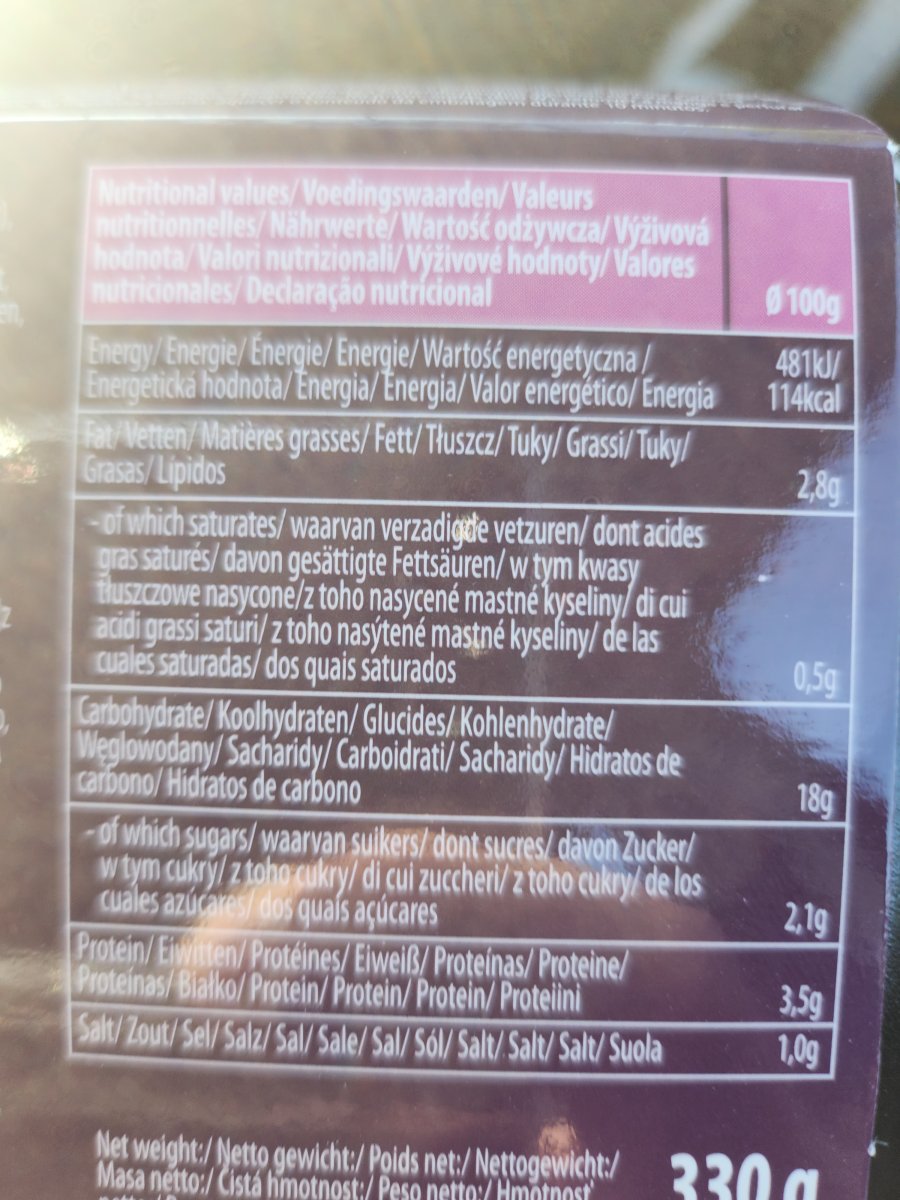 Nutritional values/Voedingswaarden/Valeurs
nutritionnelles/Nährwerte/Wartość odżywcza/Výživová
hodnota/Valori nutrizionali/Výživové hodnoty/Valores
nutricionales/Declaração nutricional
Ø 100g
Energy/Energie/Énergie/Energie/Wartość energetyczna/ 481kJ/
Energetická hodnota/Energia/Energia/Valor energético/Energia 114kcal
Fat/Vetten/Matières grasses/Fett/Tłuszcz/Tuky/Grassi/Tuky/
Grasas/Lipidos 2,8g
- of which saturates/waarvan verzadigde vetzuren/dont acides
gras saturés/davon gesättigte Fettsäuren/w tym kwasy
tłuszczowe nasycone/z toho nasycené mastné kyseliny/di cui
acidi grassi saturi/z toho nasýtené mastné kyseliny/de las
cuales saturadas/dos quais saturados 0,5g
Carbohydrate/Koolhydraten/Glucides/Kohlenhydrate/
Węglowodany/Sacharidy/Carboidrati/Sacharidy/Hidratos de
carbono/Hidratos de carbono 18g
- of which sugars/waarvan suikers/dont sucres/davon Zucker/
w tym cukry/z toho cukry/di cui zuccheri/z toho cukry/de los
cuales azúcares/dos quais açúcares 2,1g
Protein/Eiwitten/Protéines/Eiweiß/Proteínas/Proteine/
Proteínas/Białko/Protein/Protein/Protein/Proteiini 3,5g
Salt/Zout/Sel/Salz/Sal/Sale/Sal/Sól/Salt/Salt/Salt/Suola 1,0g
Net weight:/Netto gewicht:/Poids net:/Nettogewicht:/ 330 g
Masa netto:/Čistá hmotnost:/Peso netto:/Hmotnosť